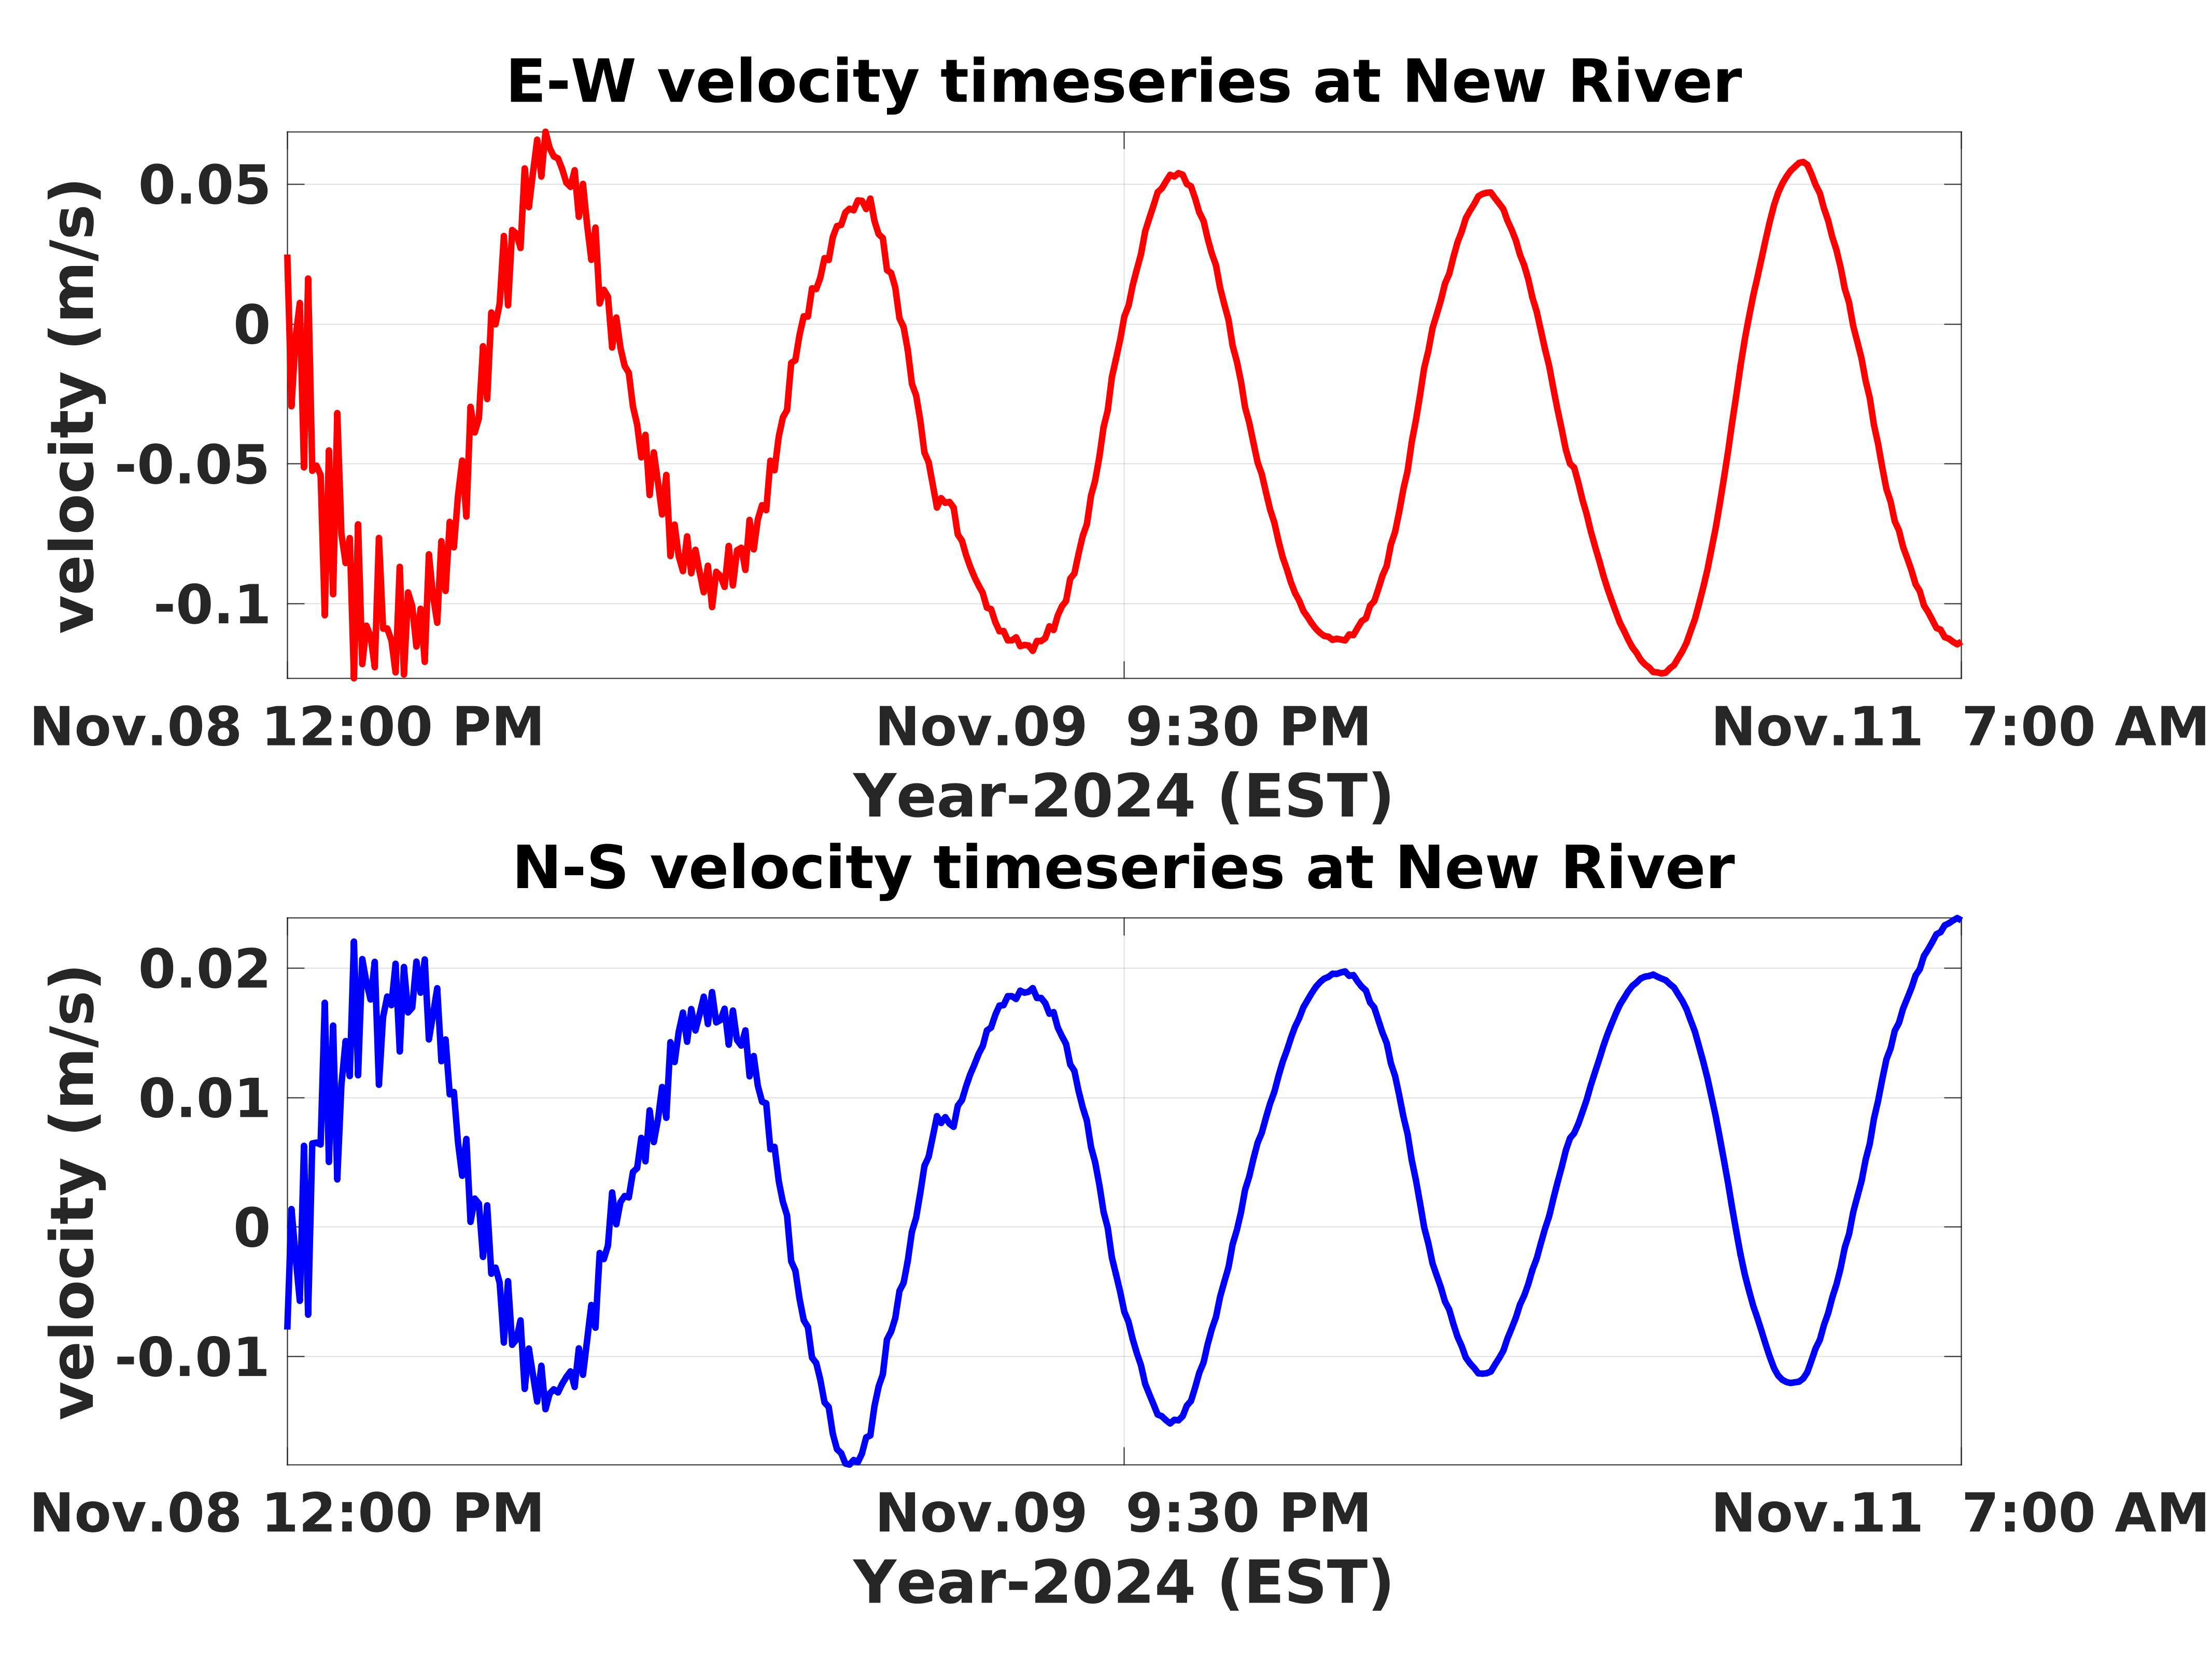 E-W velocity timeseries at New River
velocity (m/s)
0.05
0
-0.05
-0.1
Nov.08 12:00 PM
Nov.09  9:30 PM
Nov.11  7:00 AM
Year-2024 (EST)
N-S velocity timeseries at New River
velocity (m/s)
0.02
0.01
0
-0.01
Nov.08 12:00 PM
Nov.09  9:30 PM
Nov.11  7:00 AM
Year-2024 (EST)